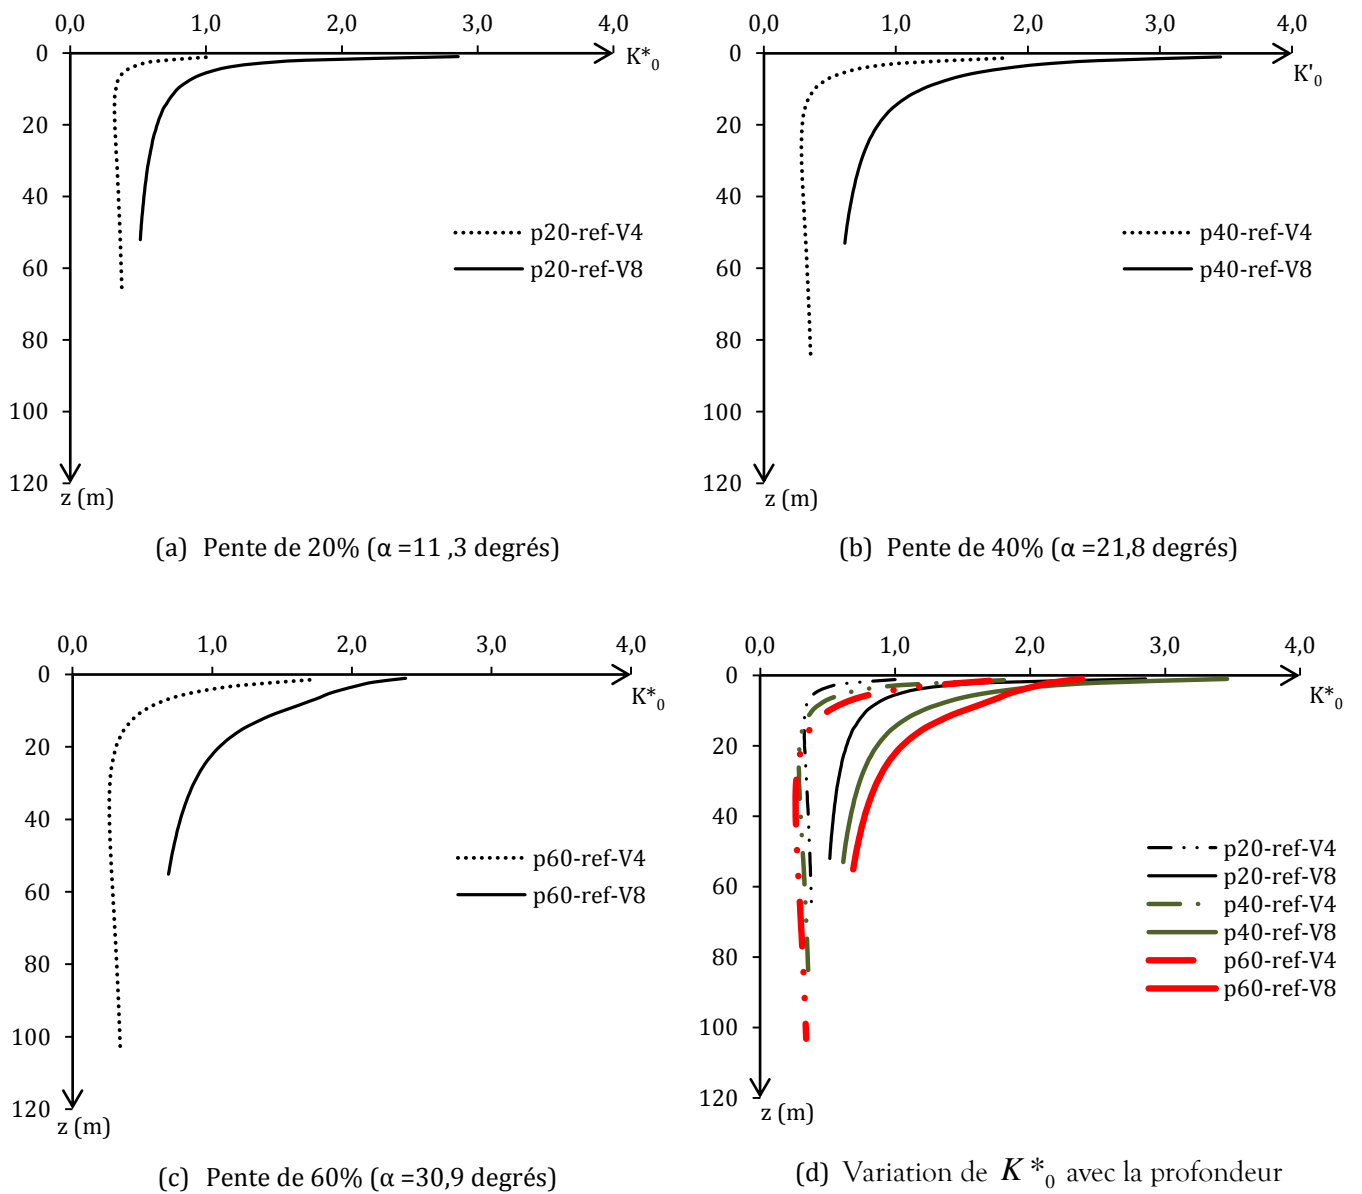 0,0 1,0 2,0 3,0 4,0
K*0
0
20
40
60
80
100
120
z (m)
p20-ref-V4
p20-ref-V8
(a) Pente de 20% (α =11 ,3 degrés)
0,0 1,0 2,0 3,0 4,0
K'0
0
20
40
60
80
100
120
z (m)
p40-ref-V4
p40-ref-V8
(b) Pente de 40% (α =21,8 degrés)
0,0 1,0 2,0 3,0 4,0
K*0
0
20
40
60
80
100
120
z (m)
p60-ref-V4
p60-ref-V8
(c) Pente de 60% (α =30,9 degrés)
0,0 1,0 2,0 3,0 4,0
K*0
0
20
40
60
80
100
120
z (m)
p20-ref-V4
p20-ref-V8
p40-ref-V4
p40-ref-V8
p60-ref-V4
p60-ref-V8
(d) Variation de K*0 avec la profondeur